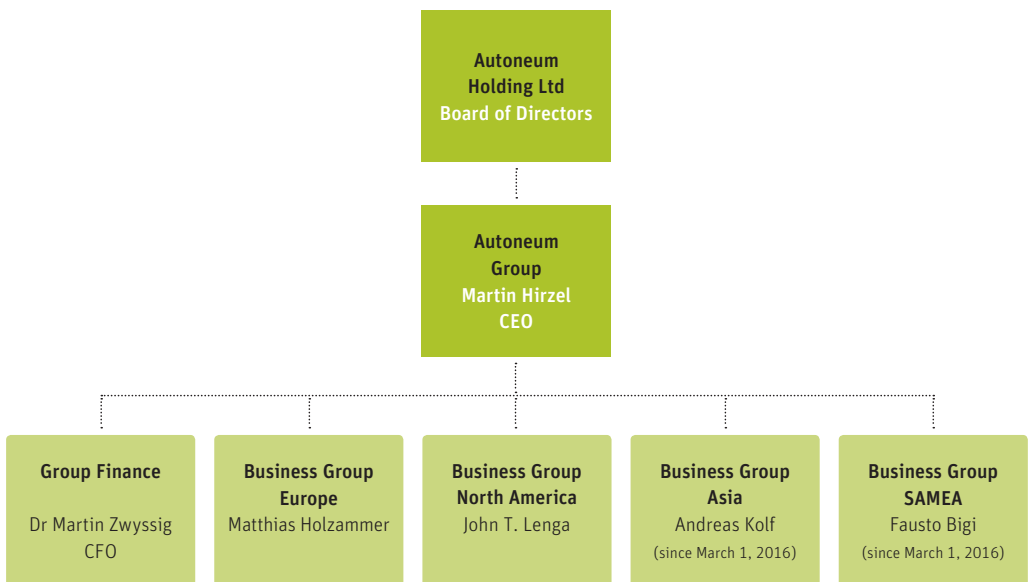 Autoneum
Holding Ltd
Board of Directors
Autoneum
Group
Martin Hirzel
CEO
Group Finance
Dr Martin Zwyssig
CFO
Business Group
Europe
Matthias Holzammer
Business Group
North America
John T. Lenga
Business Group
Asia
Andreas Kolf
(since March 1, 2016)
Business Group
SAMEA
Fausto Bigi
(since March 1, 2016)